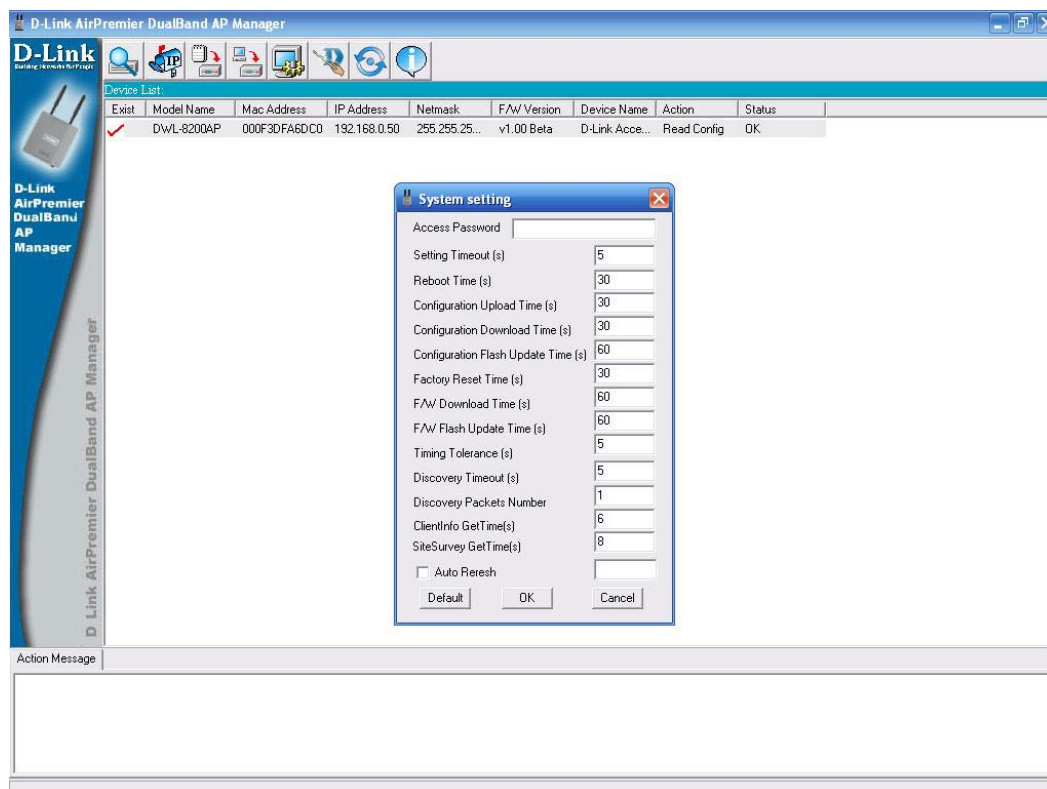 D-Link AirPremier DualBand AP Manager
D-Link
Building Networks for People
IP
Device List:
Exist Model Name Mac Address IP Address Netmask F/W Version Device Name Action Status
DWL-8200AP 000F3DFA6DC0 192.168.0.50 255.255.25... v1.00 Beta D-Link Acce... Read Config OK
D-Link
AirPremier
DualBand
AP
Manager
D Link AirPremier DualBand AP Manager
System setting
Access Password
Setting Timeout (s) 5
Reboot Time (s) 30
Configuration Upload Time (s) 30
Configuration Download Time (s) 30
Configuration Flash Update Time (s) 60
Factory Reset Time (s) 30
F/W Download Time (s) 60
F/W Flash Update Time (s) 60
Timing Tolerance (s) 5
Discovery Timeout (s) 5
Discovery Packets Number 1
ClientInfo GetTime(s) 6
SiteSurvey GetTime(s) 8
Auto Reresh
Default OK Cancel
Action Message